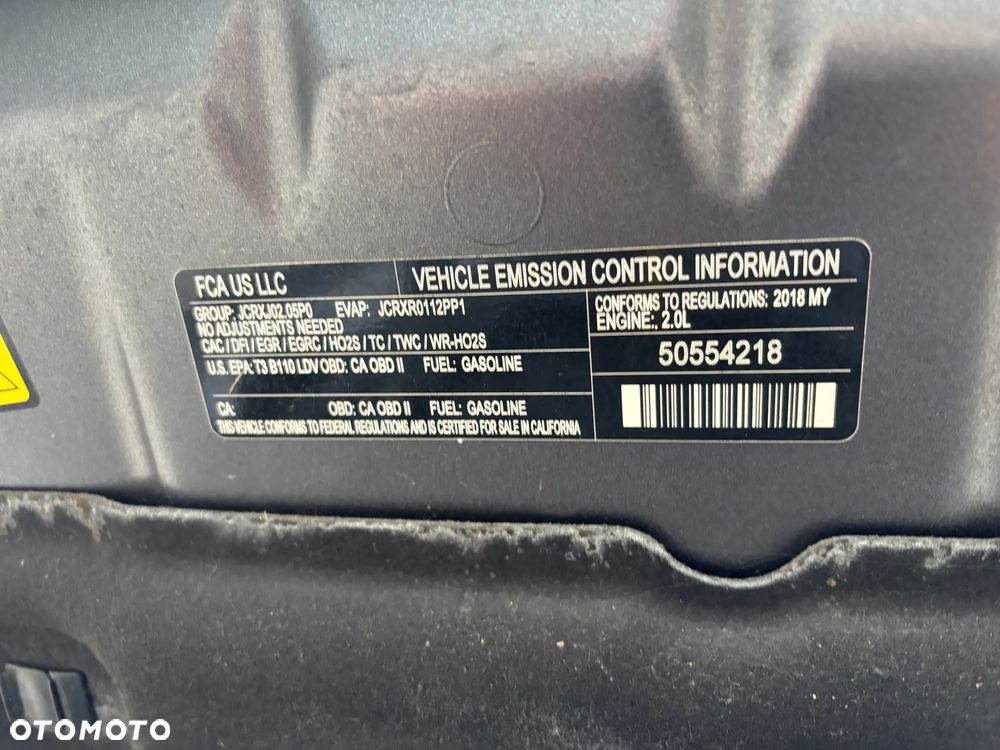 FCA US LLC
VEHICLE EMISSION CONTROL INFORMATION
GROUP: JCRXJ02.05P0 EVAP: JCRXR0112PP1
NO ADJUSTMENTS NEEDED
CAC / DFI / EGR / EGRC / HO2S / TC / TWC / WR-HO2S
U.S. EPA: T3 B110 LDV OBD: CA OBD II FUEL: GASOLINE
CA: OBD: CA OBD II FUEL: GASOLINE
THIS VEHICLE CONFORMS TO FEDERAL REGULATIONS AND IS CERTIFIED FOR SALE IN CALIFORNIA
CONFORMS TO REGULATIONS: 2018 MY
ENGINE:, 2.0L
50554218
OTOMOTO